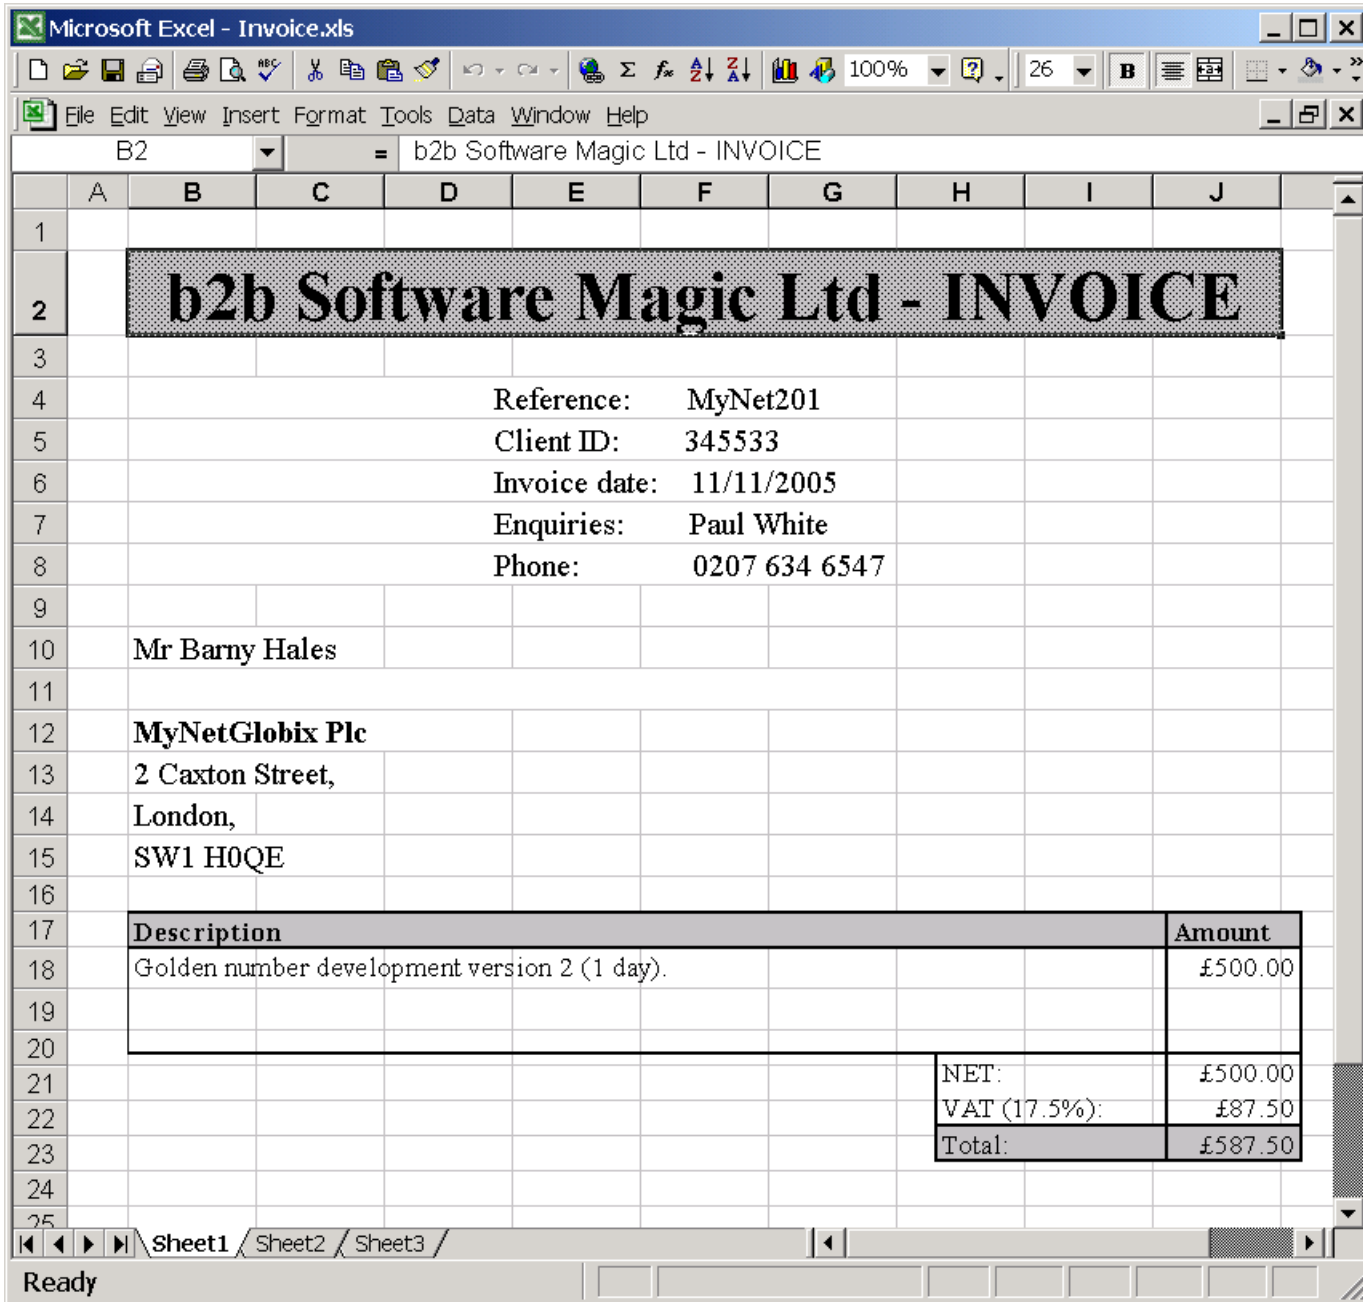 Microsoft Excel - Invoice.xls
100% 26 B
File Edit View Insert Format Tools Data Window Help
B2 = b2b Software Magic Ltd - INVOICE
A B C D E F G H I J
1
2 b2b Software Magic Ltd - INVOICE
3
4 Reference: MyNet201
5 Client ID: 345533
6 Invoice date: 11/11/2005
7 Enquiries: Paul White
8 Phone: 0207 634 6547
9
10 Mr Barny Hales
11
12 MyNetGlobix Plc
13 2 Caxton Street,
14 London,
15 SW1 H0QE
16
17 Description Amount
18 Golden number development version 2 (1 day). £500.00
19
20
21 NET: £500.00
22 VAT (17.5%): £87.50
23 Total: £587.50
24
25
Sheet1 Sheet2 Sheet3
Ready